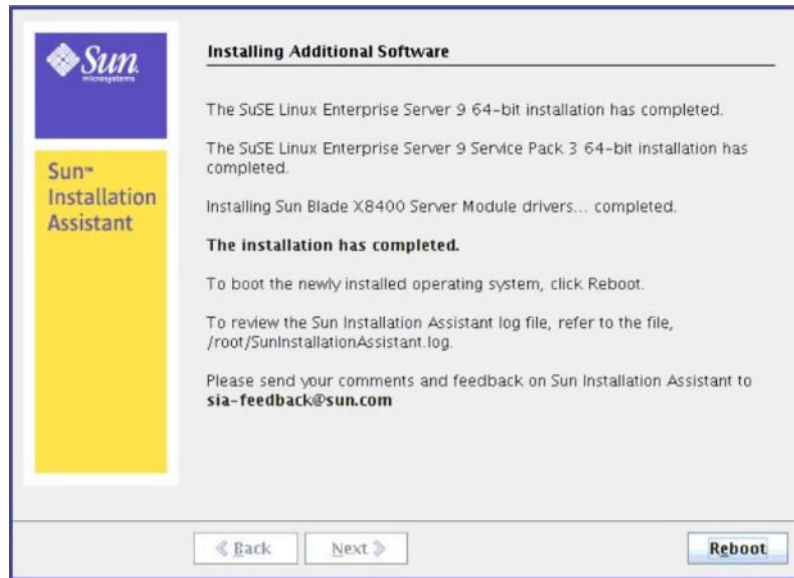 Sun
microsystems
Sun™
Installation
Assistant
Installing Additional Software
The SuSE Linux Enterprise Server 9 64-bit installation has completed.
The SuSE Linux Enterprise Server 9 Service Pack 3 64-bit installation has
completed.
Installing Sun Blade X8400 Server Module drivers... completed.
The installation has completed.
To boot the newly installed operating system, click Reboot.
To review the Sun Installation Assistant log file, refer to the file,
/root/SunInstallationAssistant.log.
Please send your comments and feedback on Sun Installation Assistant to
sia-feedback@sun.com
Back
Next
Reboot